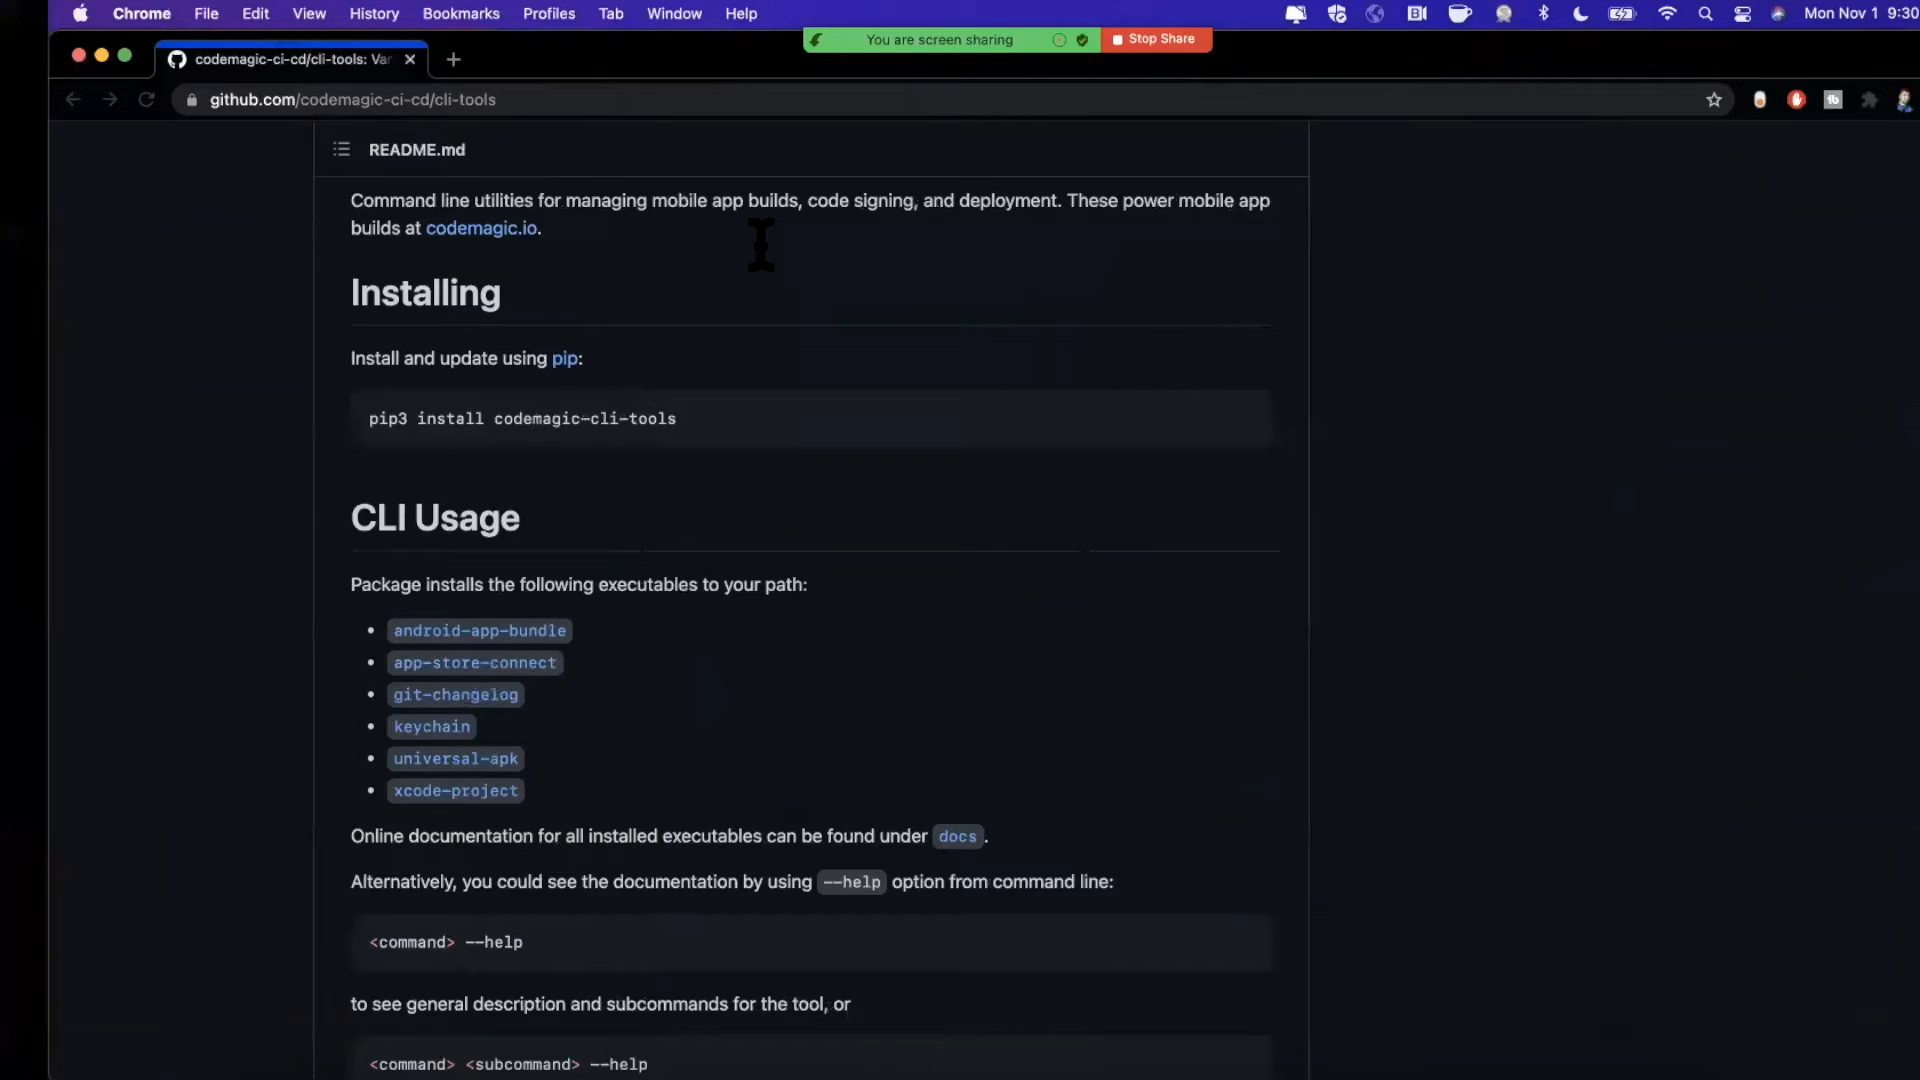 Chrome File Edit View History Bookmarks Profiles Tab Window Help
Mon Nov 1 9:30
You are screen sharing Stop Share
codemagic-ci-cd/cli-tools: Var
github.com/codemagic-ci-cd/cli-tools
README.md
Command line utilities for managing mobile app builds, code signing, and deployment. These power mobile app
builds at codemagic.io.
Installing
Install and update using pip:
pip3 install codemagic-cli-tools
CLI Usage
Package installs the following executables to your path:
android-app-bundle
app-store-connect
git-changelog
keychain
universal-apk
xcode-project
Online documentation for all installed executables can be found under docs.
Alternatively, you could see the documentation by using --help option from command line:
<command> --help
to see general description and subcommands for the tool, or
<command> <subcommand> --help